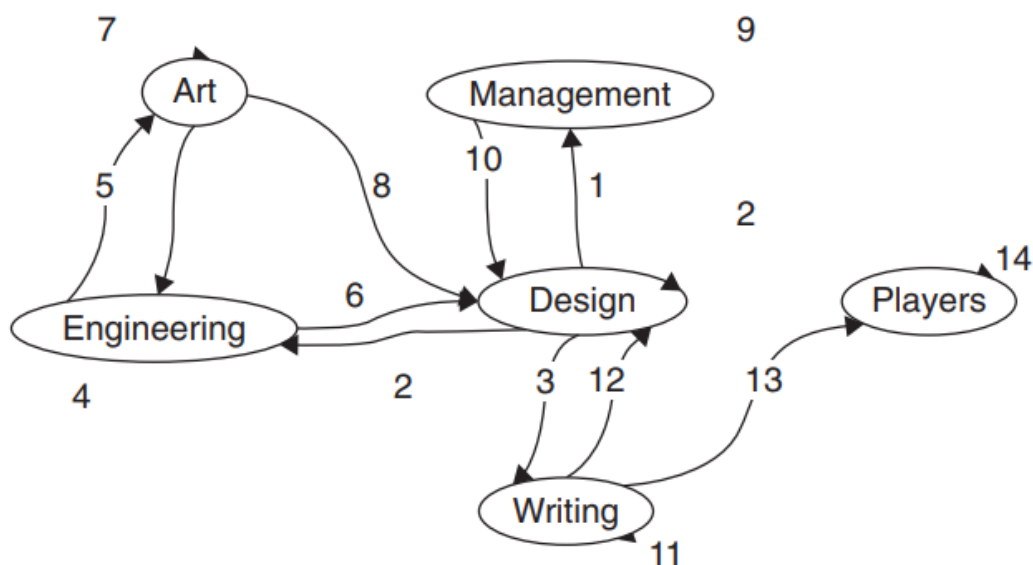 7
9
Art
Management
5
8
10
1
2
14
Engineering
6
Design
Players
4
2
3
12
13
Writing
11